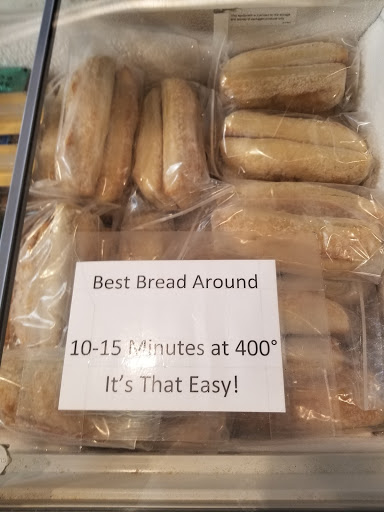 Best Bread Around
10-15 Minutes at 400°
It's That Easy!